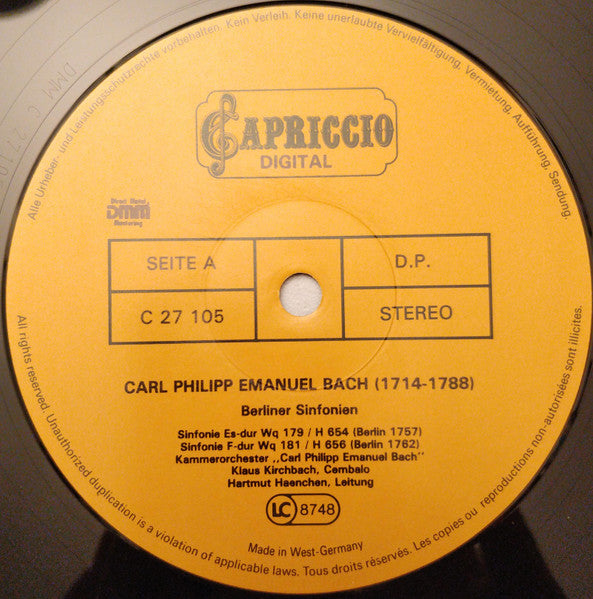 Alle Urheber- und Leistungsschutzrechte vorbehalten. Kein Verleih. Keine unerlaubte Vervielfältigung, Vermietung, Aufführung, Sendung.
DMM C 27 10
CAPRICCIO
DIGITAL
Direct Metal
DMM
Mastering
SEITE A
D.P.
C 27 105
STEREO
CARL PHILIPP EMANUEL BACH (1714-1788)
Berliner Sinfonien
Sinfonie Es-dur Wq 179 / H 654 (Berlin 1757)
Sinfonie F-dur Wq 181 / H 656 (Berlin 1762)
Kammerorchester „Carl Philipp Emanuel Bach"
Klaus Kirchbach, Cembalo
Hartmut Haenchen, Leitung
LC 8748
Made in West-Germany
All rights reserved. Unauthorized duplication is a violation of applicable laws. Tous droits réservés. Les copies ou reproductions non-autorisées sont illicites.